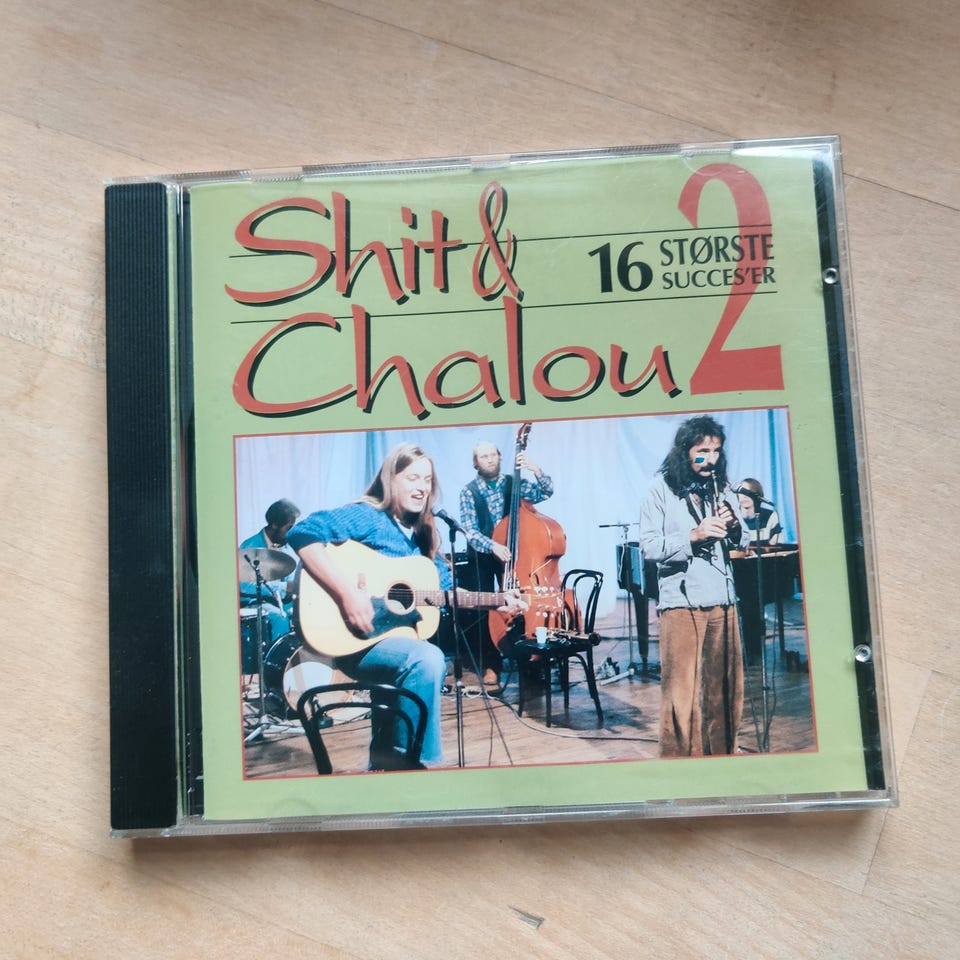 Shit &
Chalou
2
16 STØRSTE
SUCCES'ER